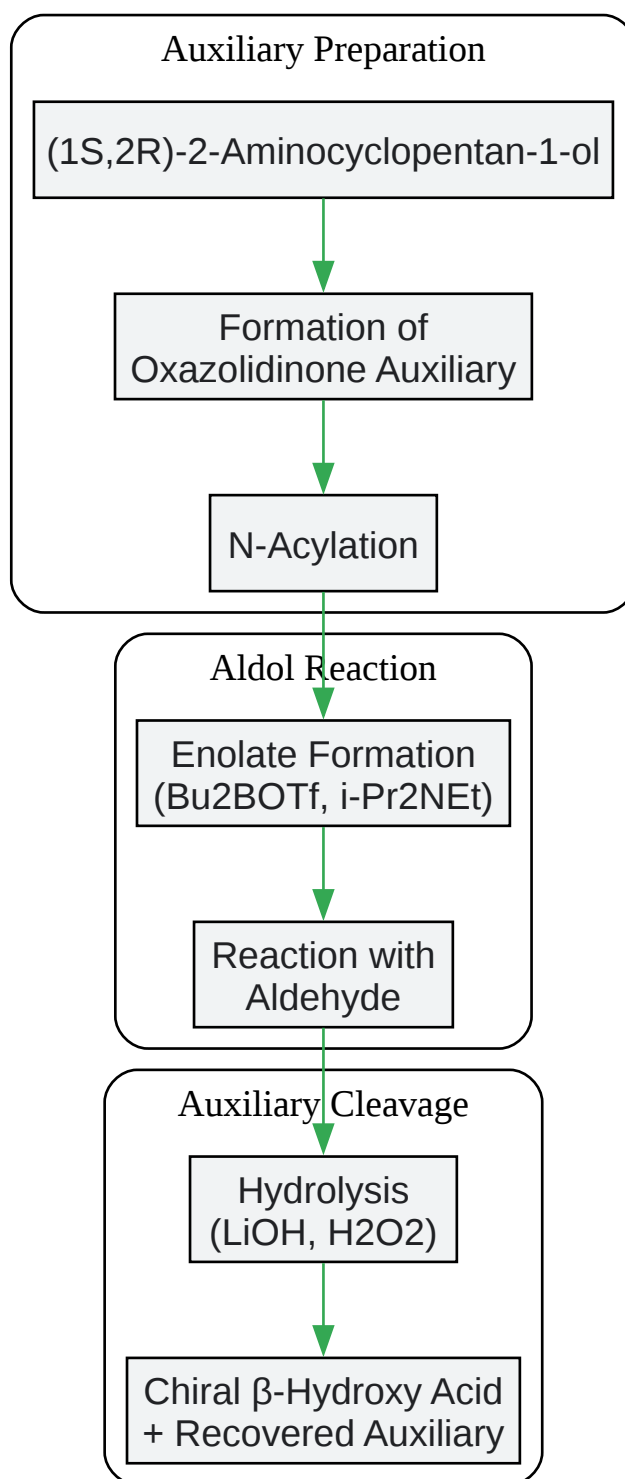 Auxiliary Preparation
(1S,2R)-2-Aminocyclopentan-1-ol
Formation of
Oxazolidinone Auxiliary
N-Acylation
Aldol Reaction
Enolate Formation
(Bu2BOTf, i-Pr2NEt)
Reaction with
Aldehyde
Auxiliary Cleavage
Hydrolysis
(LiOH, H2O2)
Chiral β-Hydroxy Acid
+ Recovered Auxiliary